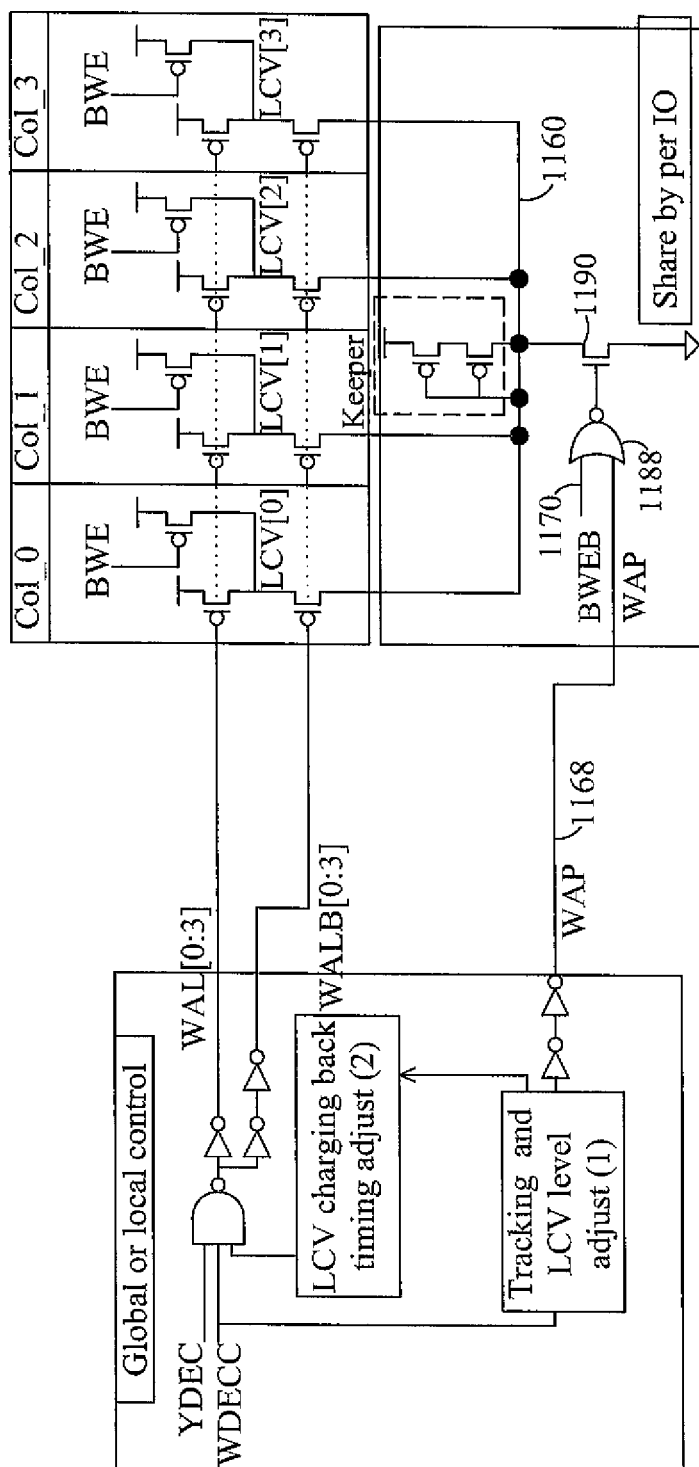 Global or local control
YDEC
WDECC
WAL[0:3]
WALB[0:3]
LCV charging back
timing adjust (2)
Tracking and
LCV level
adjust (1)
WAP
1168
Col_0
Col_1
Col_2
Col_3
BWE
BWE
BWE
BWE
LCV[0]
LCV[1]
LCV[2]
LCV[3]
Keeper
1160
1170
BWEB
WAP
1188
1190
Share by per IO